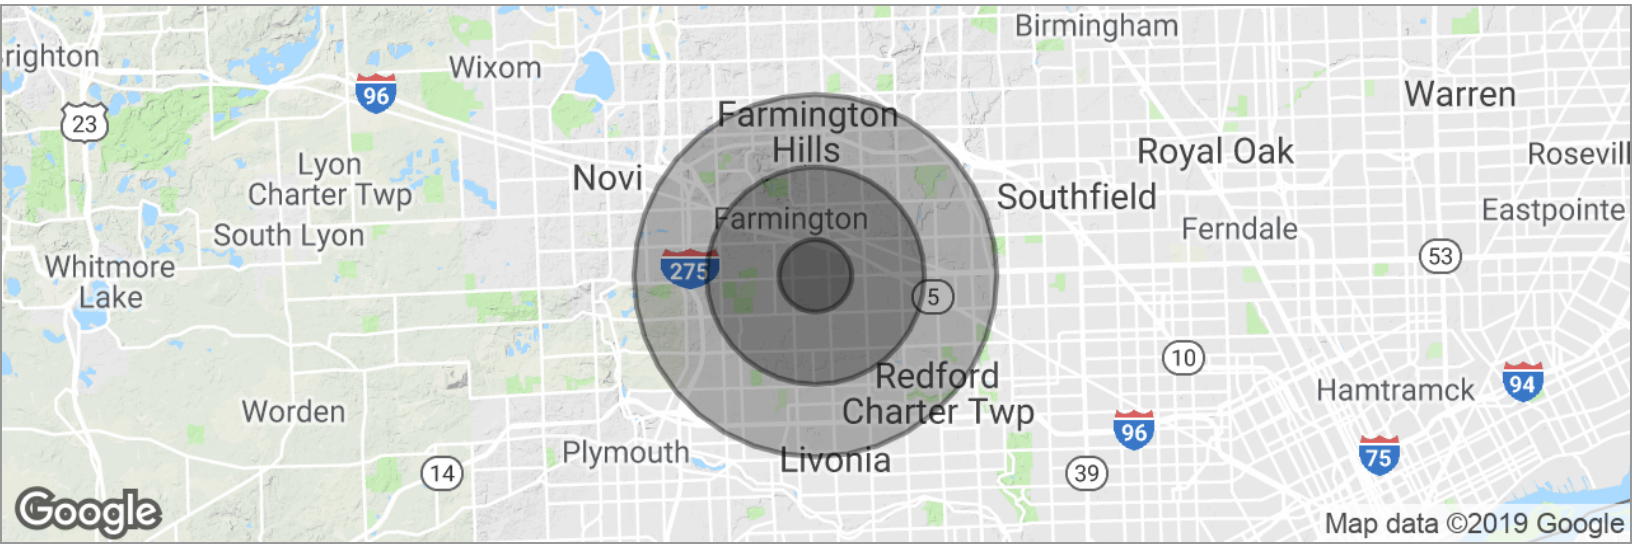 Birmingham
righton
Wixom
96
Warren
23
Farmington
Hills
Royal Oak
Rosevill
Lyon
Charter Twp
Novi
Southfield
Eastpointe
Farmington
Ferndale
South Lyon
53
Whitmore
Lake
275
5
10
Redford
Charter Twp
Hamtramck
94
Worden
96
Plymouth
Livonia
75
14
39
Google
Map data ©2019 Google